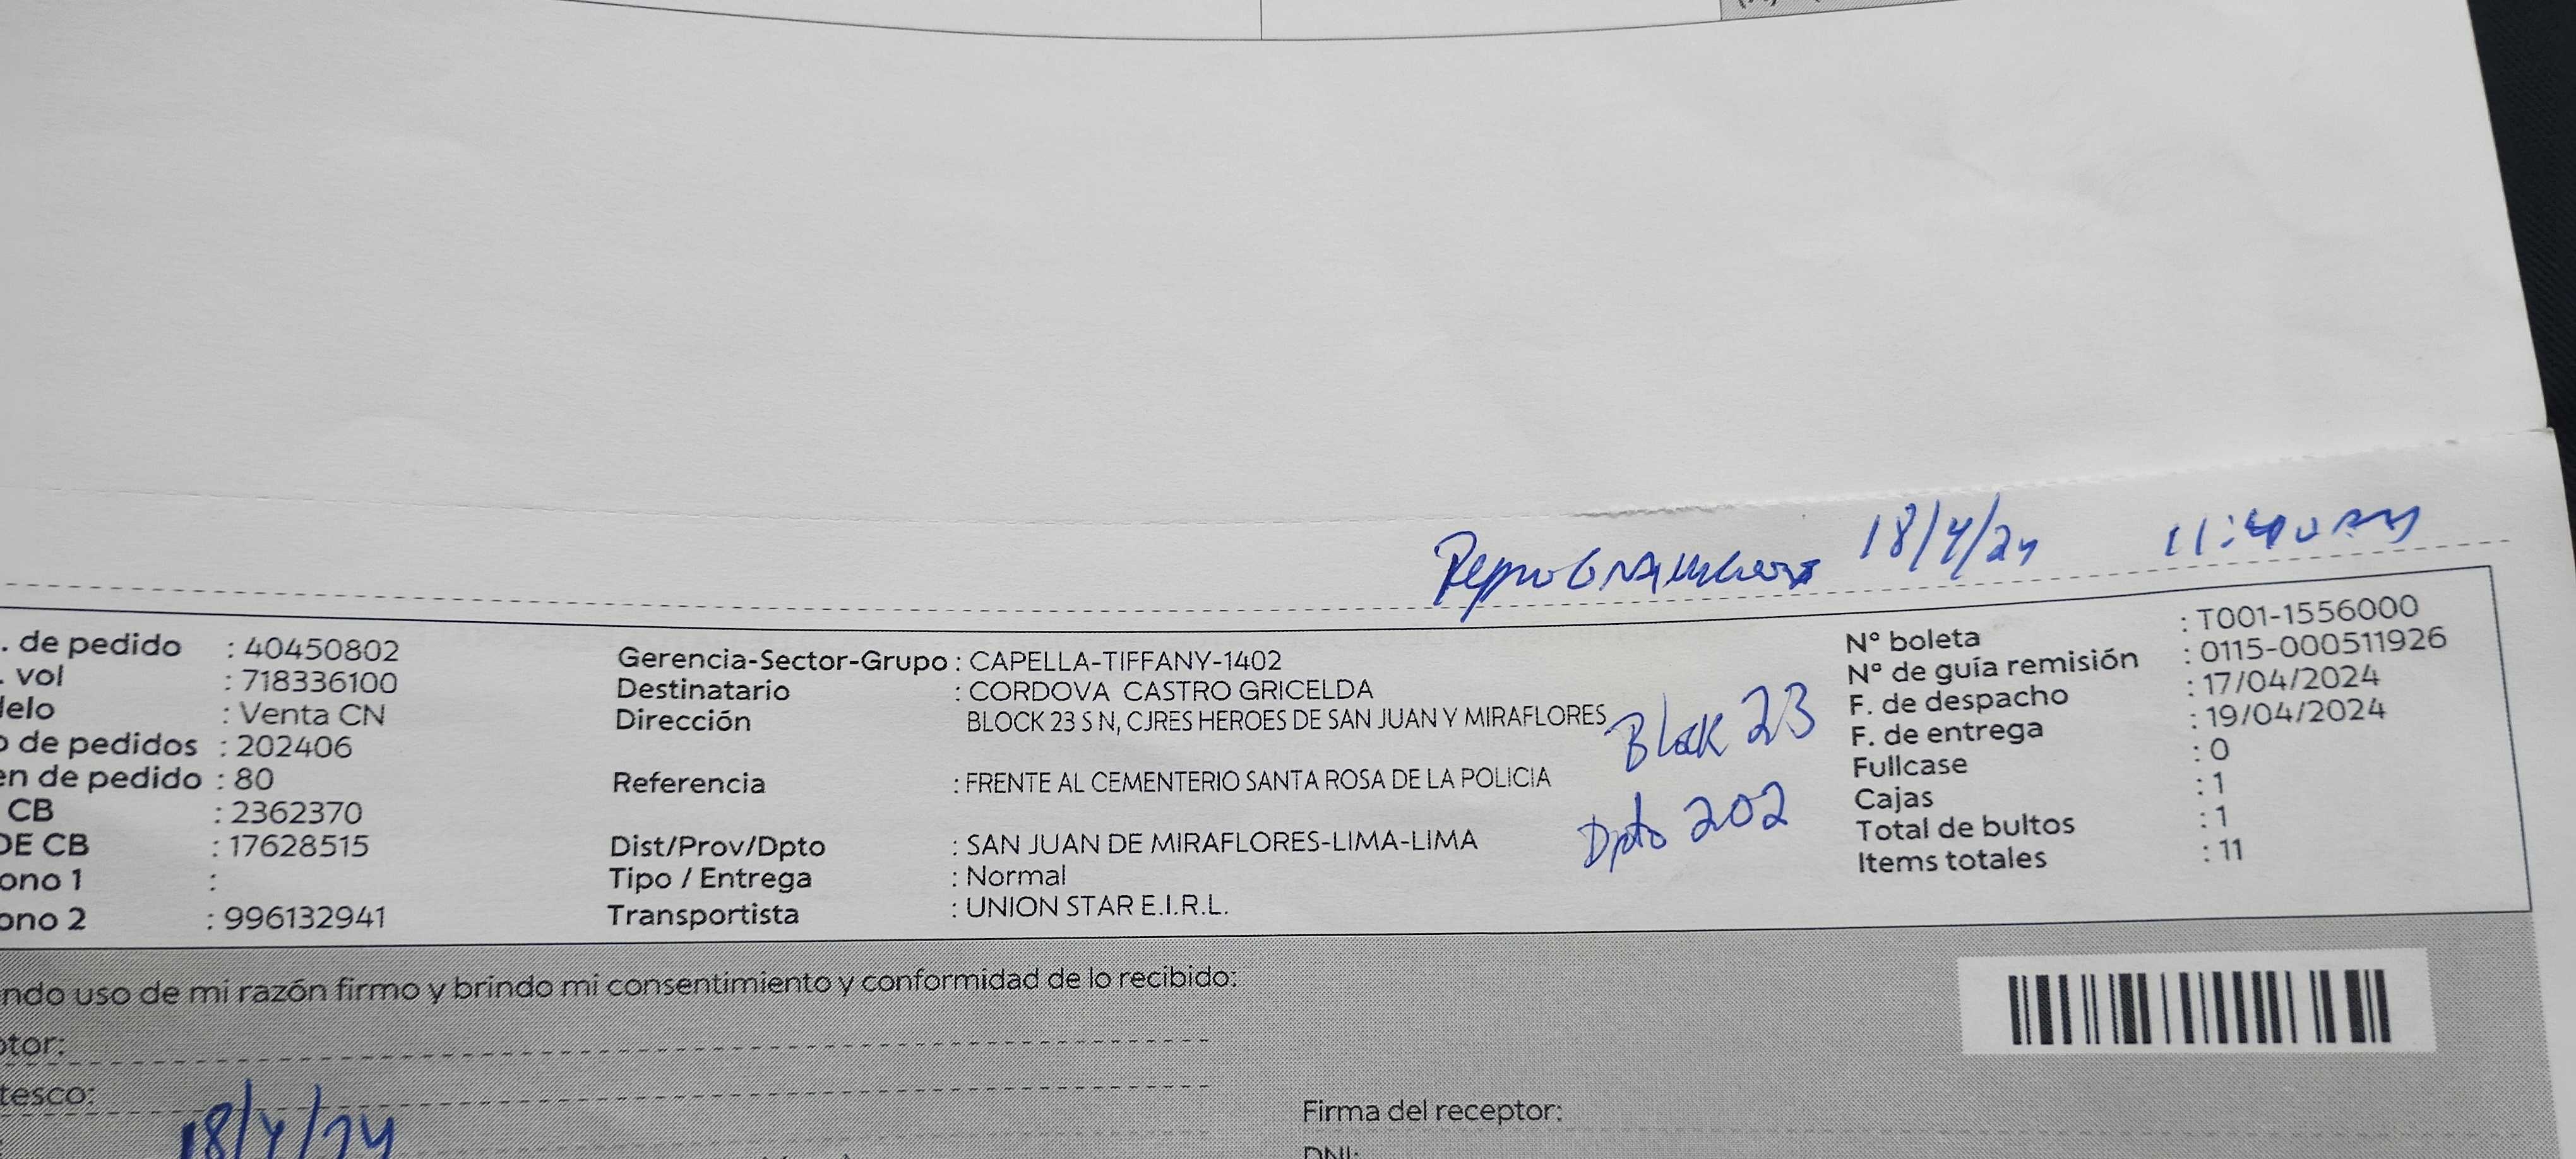 18/4/24 11:40 AM
. de pedido : 40450802
. vol : 718336100
delo : Venta CN
o de pedidos : 202406
en de pedido : 80
CB : 2362370
DE CB : 17628515
ono 1 :
ono 2 : 996132941
Gerencia-Sector-Grupo : CAPELLA-TIFFANY-1402
Destinatario : CORDOVA CASTRO GRICELDA
Dirección BLOCK 23 S N, CJRES HEROES DE SAN JUAN Y MIRAFLORES
Block 23
Referencia : FRENTE AL CEMENTERIO SANTA ROSA DE LA POLICIA
Dpto 202
Dist/Prov/Dpto : SAN JUAN DE MIRAFLORES-LIMA-LIMA
Tipo / Entrega : Normal
Transportista : UNION STAR E.I.R.L.
N° boleta : T001-1556000
N° de guía remisión : 0115-000511926
F. de despacho : 17/04/2024
F. de entrega : 19/04/2024
Fullcase : 0
Cajas : 1
Total de bultos : 1
Items totales : 11
ndo uso de mi razón firmo y brindo mi consentimiento y conformidad de lo recibido:
ptor:
tesco:
18/4/24
Firma del receptor:
DNI: